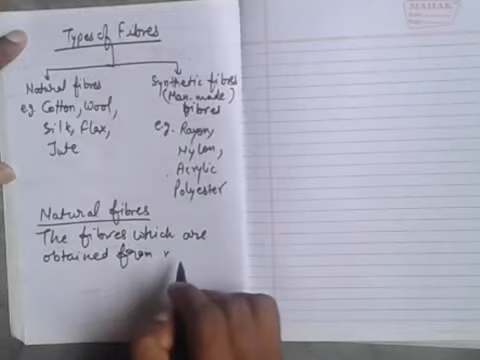 MAHAK
Types of Fibres
Natural fibres
eg. Cotton, Wool,
Silk, Flax,
Jute
Synthetic fibres
(Man-made)
fibres
eg. Rayon,
Nylon,
Acrylic
Polyester
Natural fibres
The fibres which are
obtained from